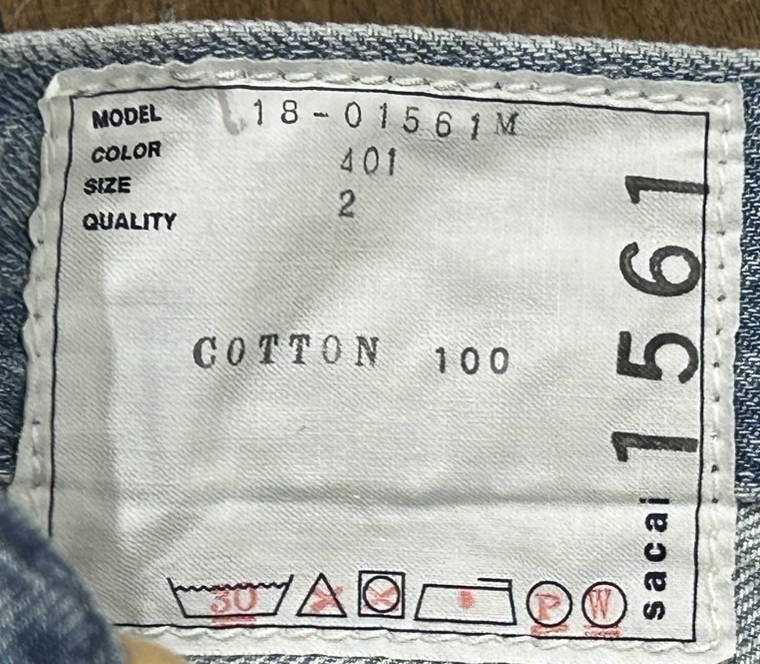 MODEL 18-01561M
COLOR 401
SIZE 2
QUALITY
COTTON 100
sacai 1561
30
P
W